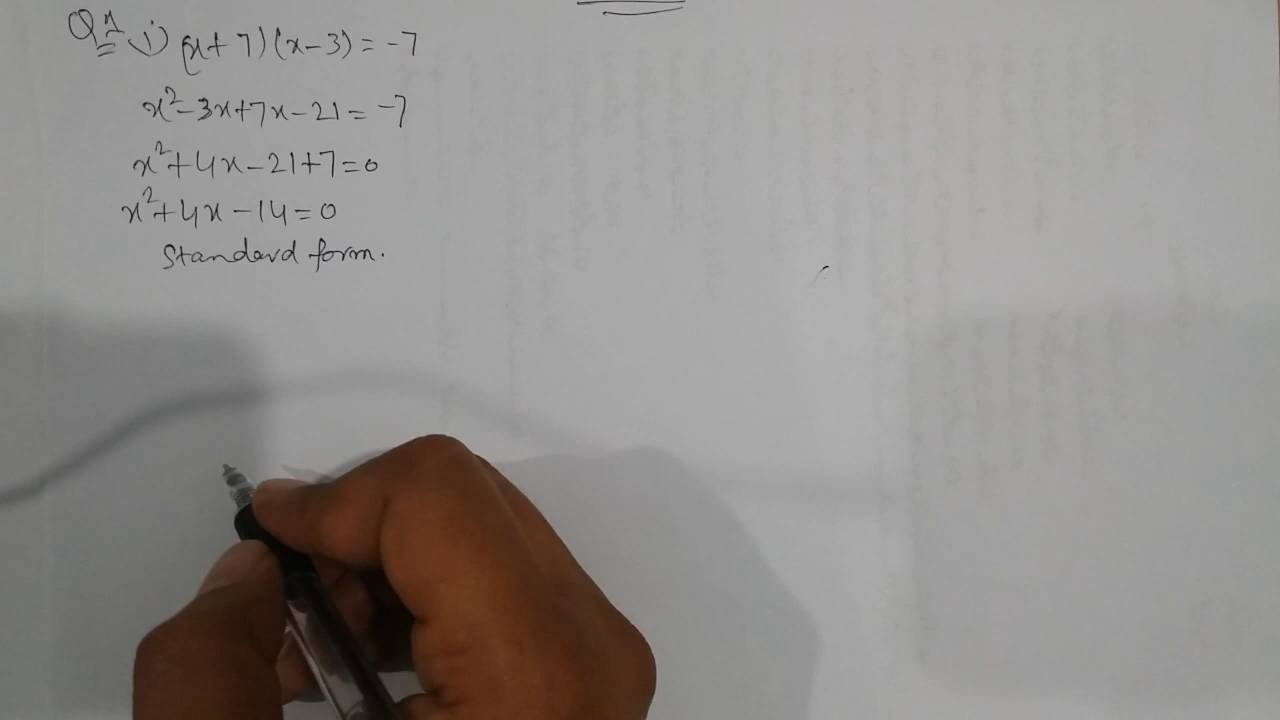 Q1 i) (x+7)(x-3) = -7
x²-3x+7x-21 = -7
x²+4x-21+7=0
x²+4x-14=0
Standard form.